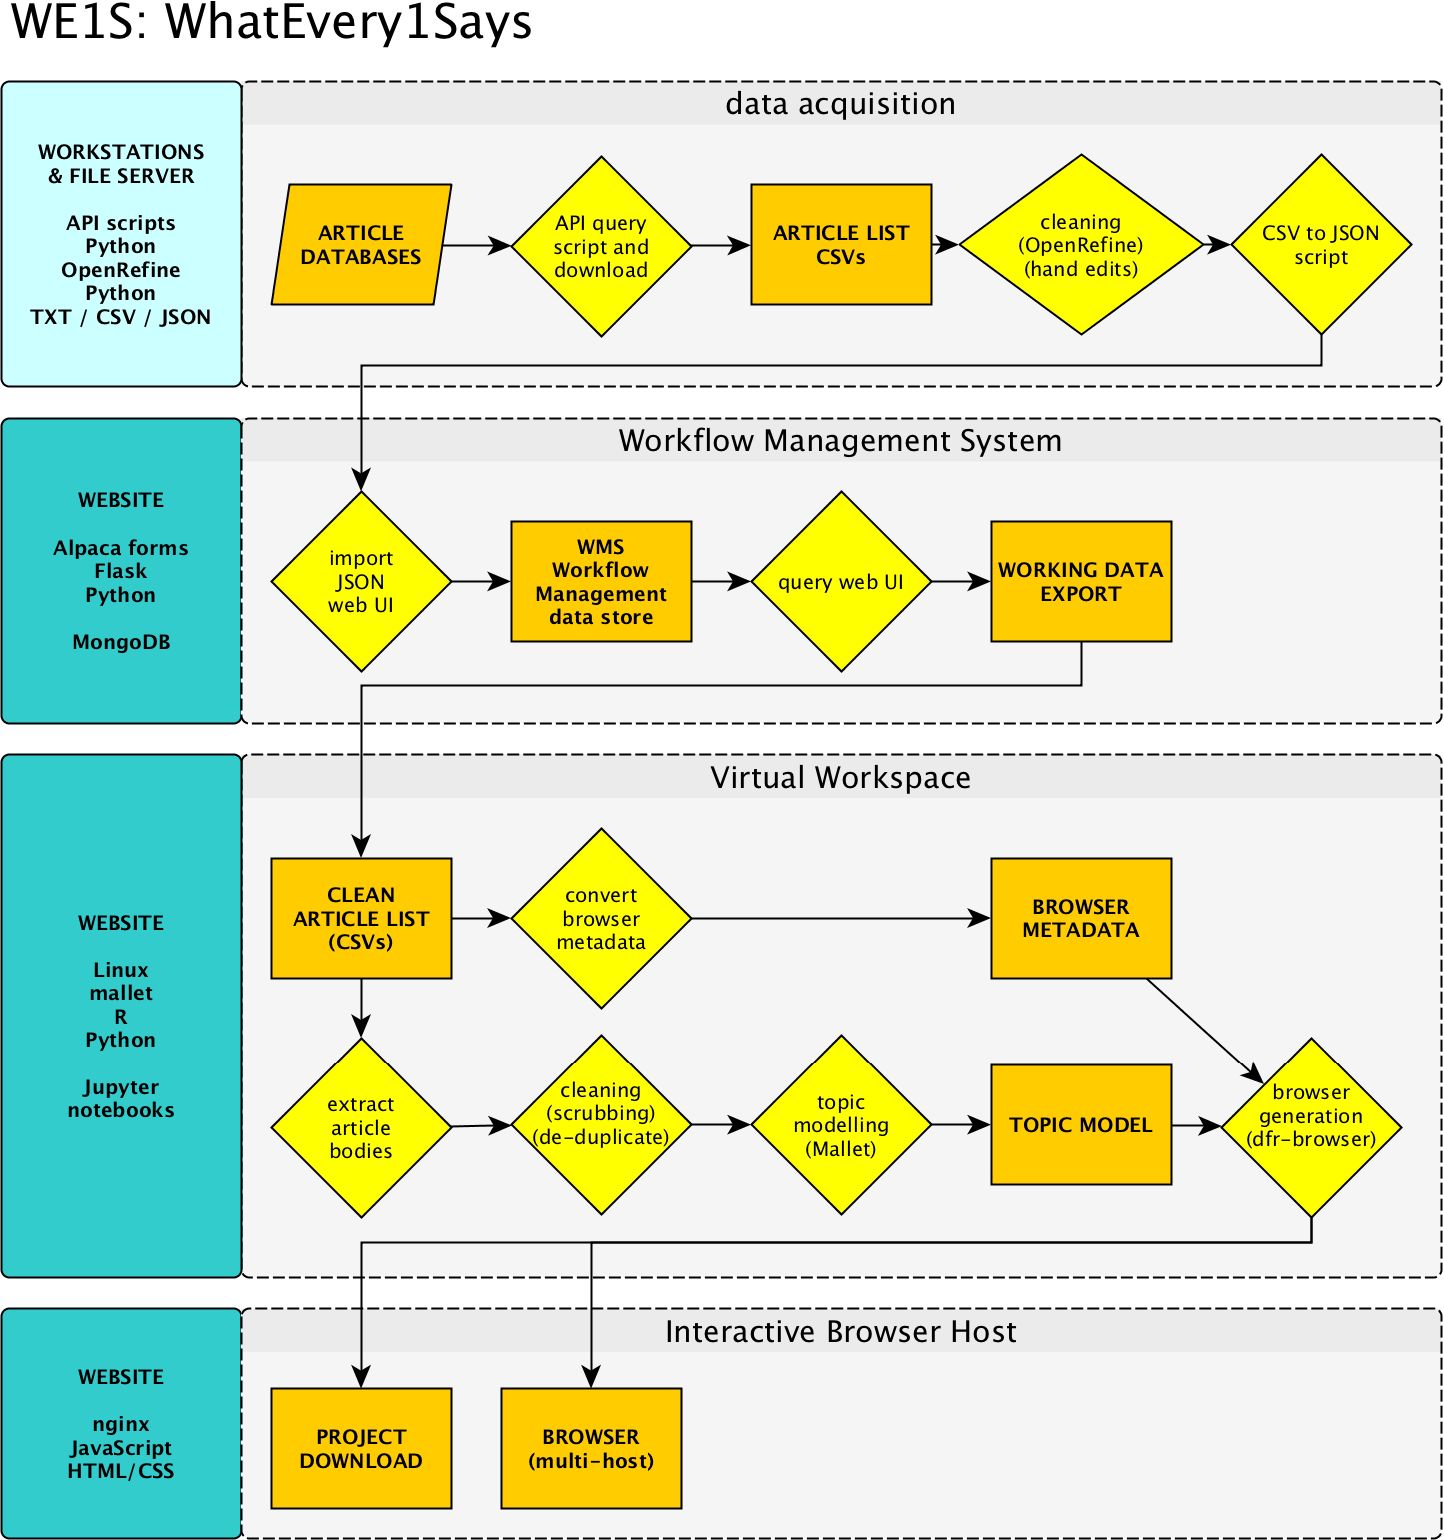 WE1S: WhatEvery1Says
WORKSTATIONS
& FILE SERVER
API scripts
Python
OpenRefine
Python
TXT / CSV / JSON
data acquisition
ARTICLE
DATABASES
API query
script and
download
ARTICLE LIST
CSVs
cleaning
(OpenRefine)
(hand edits)
CSV to JSON
script
WEBSITE
Alpaca forms
Flask
Python
MongoDB
Workflow Management System
import
JSON
web UI
WMS
Workflow
Management
data store
query web UI
WORKING DATA
EXPORT
WEBSITE
Linux
mallet
R
Python
Jupyter
notebooks
Virtual Workspace
CLEAN
ARTICLE LIST
(CSVs)
convert
browser
metadata
BROWSER
METADATA
extract
article
bodies
cleaning
(scrubbing)
(de-duplicate)
topic
modelling
(Mallet)
TOPIC MODEL
browser
generation
(dfr-browser)
WEBSITE
nginx
JavaScript
HTML/CSS
Interactive Browser Host
PROJECT
DOWNLOAD
BROWSER
(multi-host)